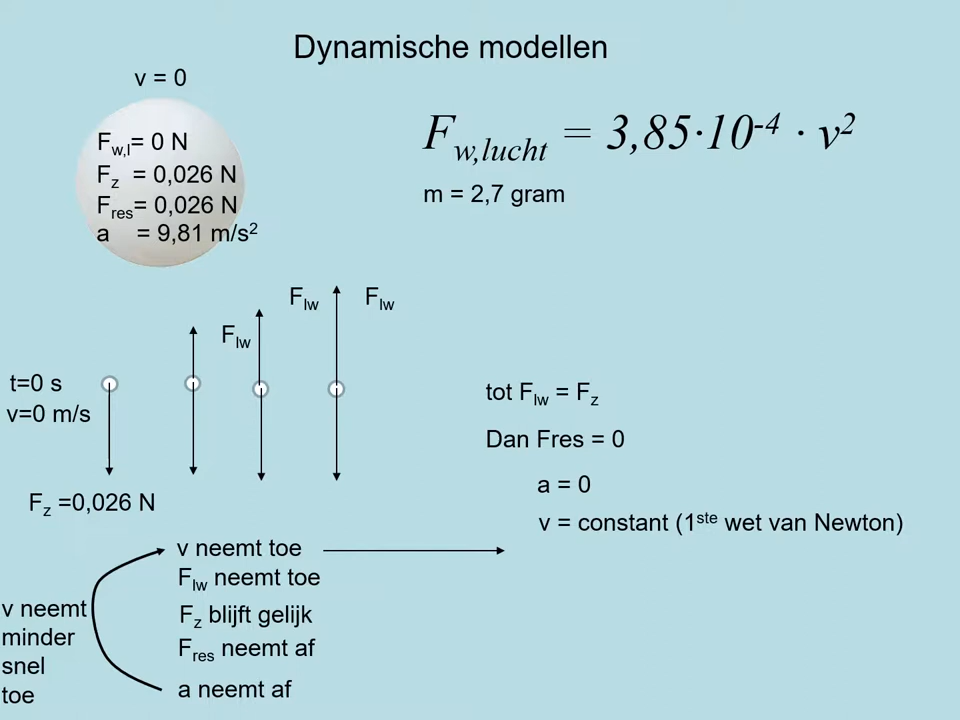 Dynamische modellen
v = 0
F_w,l = 0 N
F_z = 0,026 N
F_res = 0,026 N
a = 9,81 m/s²
F_w,lucht = 3,85·10⁻⁴ · v²
m = 2,7 gram
F_lw
F_lw
F_lw
t=0 s
v=0 m/s
F_z =0,026 N
tot F_lw = F_z
Dan Fres = 0
a = 0
v = constant (1ste wet van Newton)
v neemt toe
F_lw neemt toe
F_z blijft gelijk
F_res neemt af
a neemt af
v neemt
minder
snel
toe